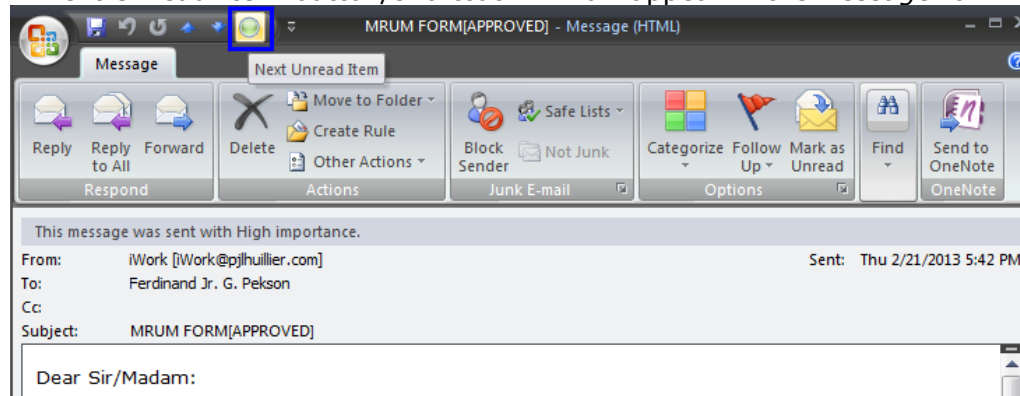 MRUM FORM[APPROVED] - Message (HTML)
Message
Next Unread Item
Reply
Reply to All
Forward
Respond
Delete
Move to Folder
Create Rule
Other Actions
Actions
Block Sender
Safe Lists
Not Junk
Junk E-mail
Categorize
Follow Up
Mark as Unread
Options
Find
Send to OneNote
OneNote
This message was sent with High importance.
From: iWork [iWork@pjlhuillier.com] Sent: Thu 2/21/2013 5:42 PM
To: Ferdinand Jr. G. Pekson
Cc:
Subject: MRUM FORM[APPROVED]
Dear Sir/Madam: